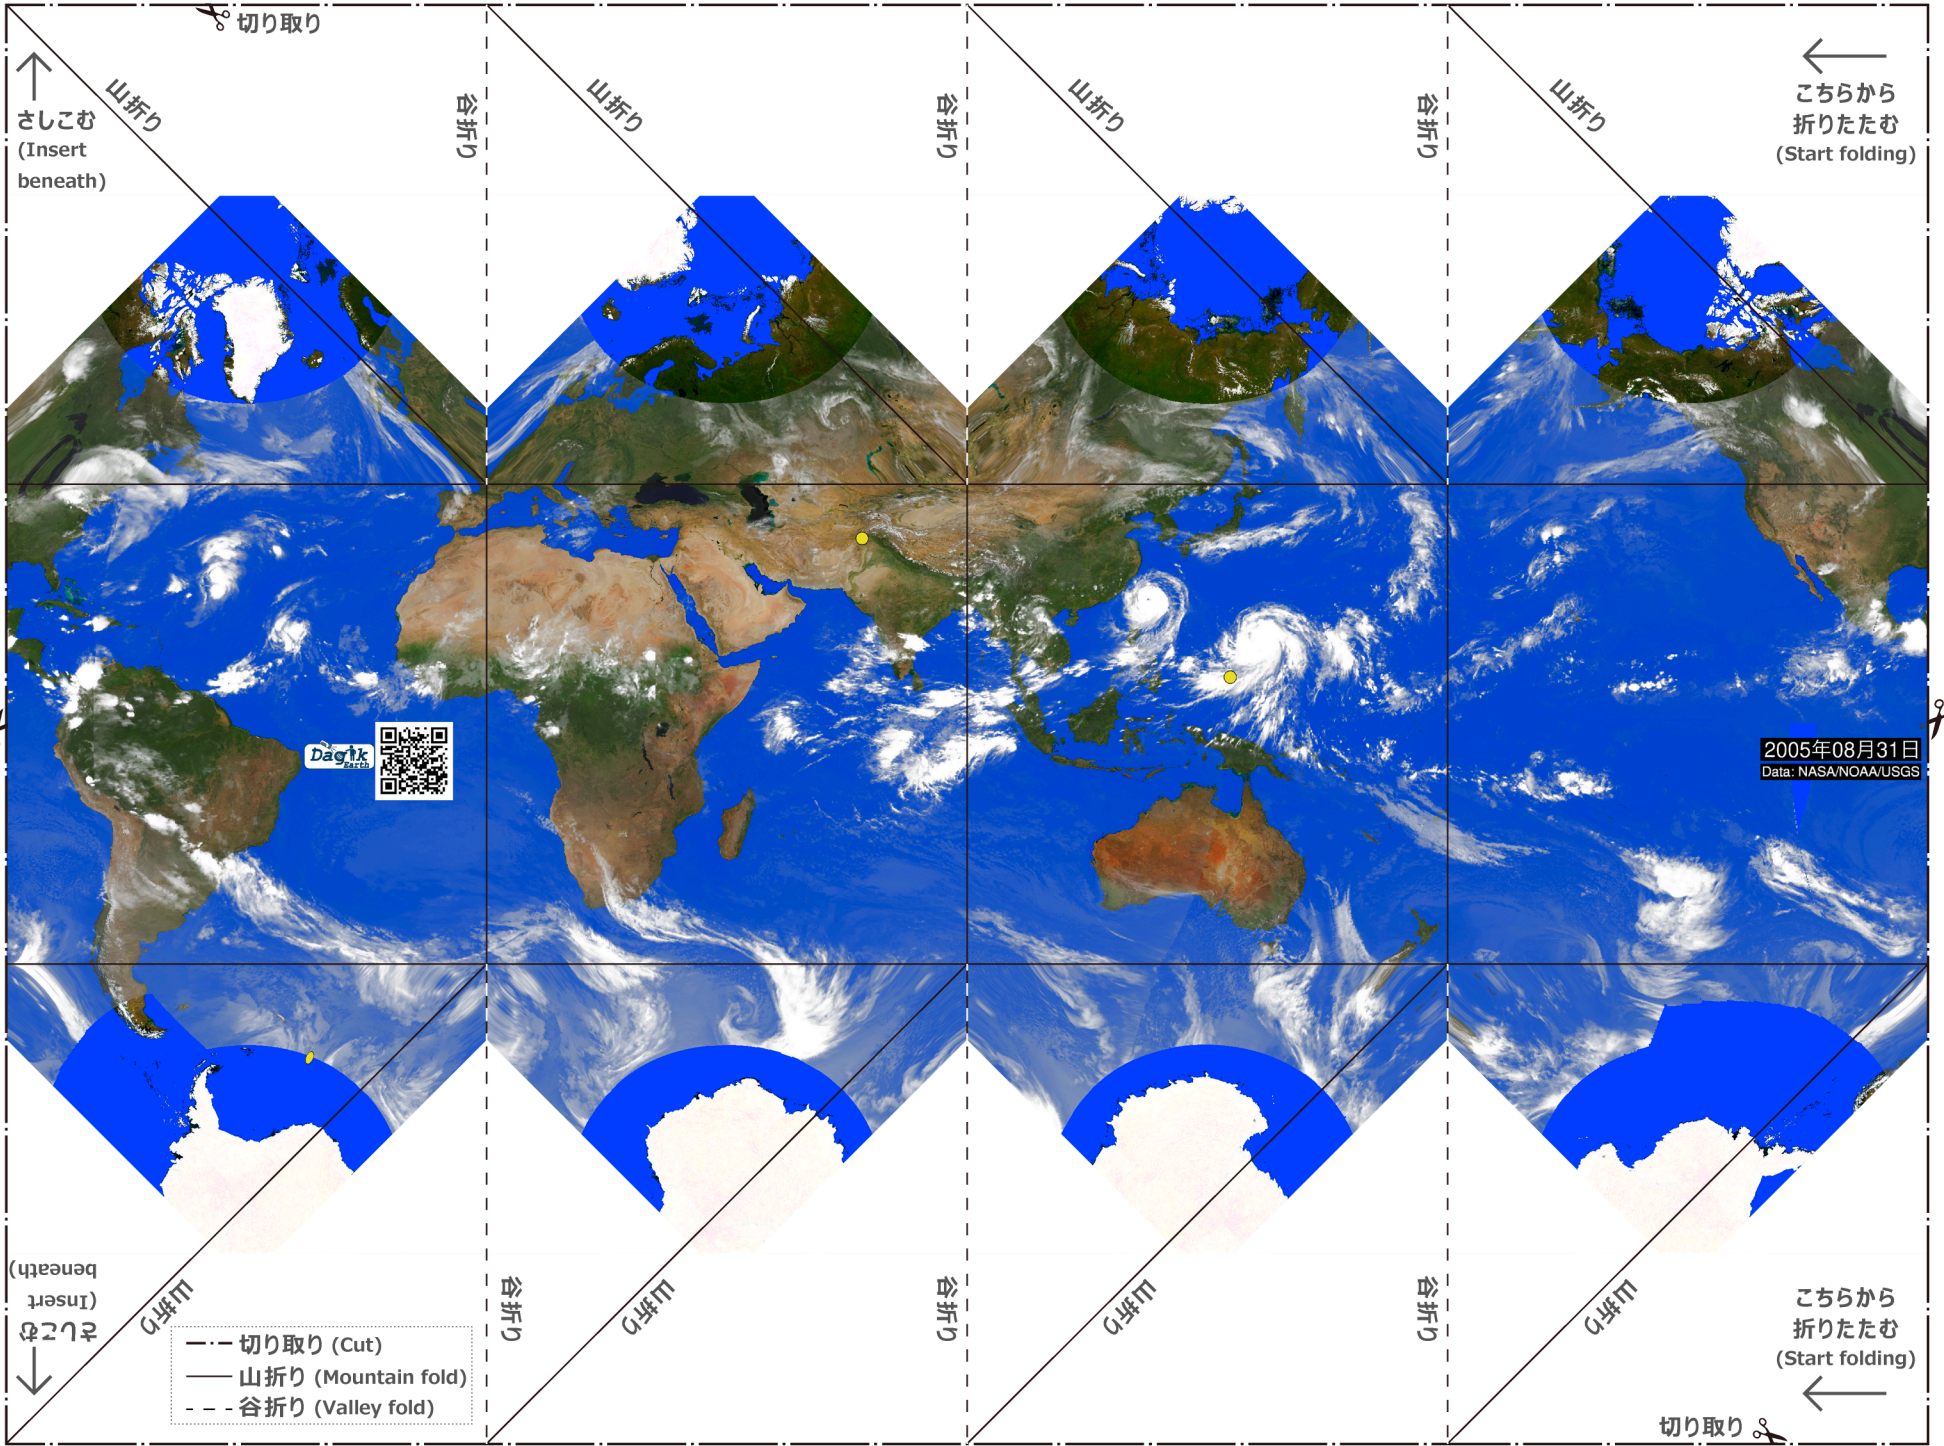 切り取り
さしこむ
(Insert
beneath)
山折り
谷折り
山折り
谷折り
山折り
谷折り
山折り
こちらから
折りたたむ
(Start folding)
Dagik
Earth
2005年08月31日
Data: NASA/NOAA/USGS
さしこむ
(Insert
beneath)
山折り
谷折り
山折り
谷折り
山折り
谷折り
山折り
こちらから
折りたたむ
(Start folding)
切り取り (Cut)
山折り (Mountain fold)
谷折り (Valley fold)
切り取り